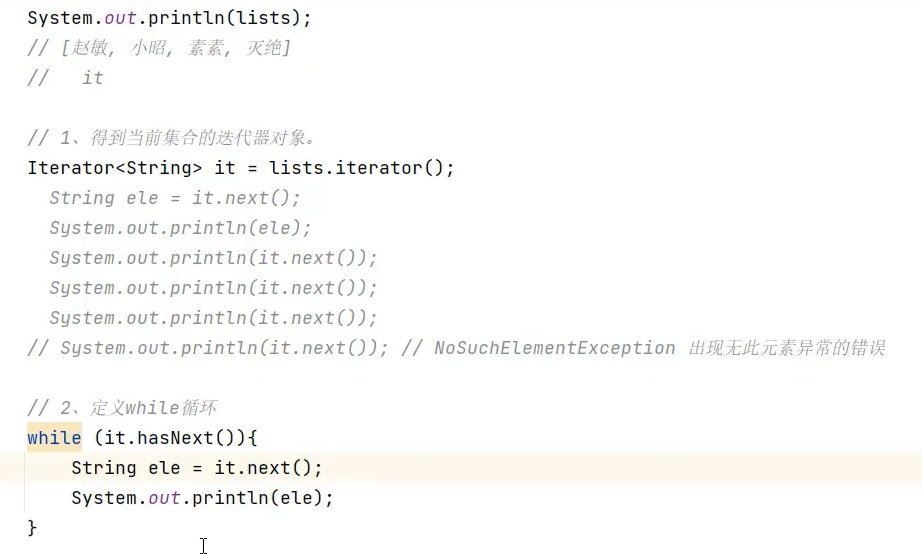 System.out.println(lists);
// [赵敏, 小昭, 素素, 灭绝]
//   it
// 1、得到当前集合的迭代器对象。
Iterator<String> it = lists.iterator();
String ele = it.next();
System.out.println(ele);
System.out.println(it.next());
System.out.println(it.next());
System.out.println(it.next());
// System.out.println(it.next()); // NoSuchElementException 出现无此元素异常的错误
// 2、定义while循环
while (it.hasNext()){
String ele = it.next();
System.out.println(ele);
}